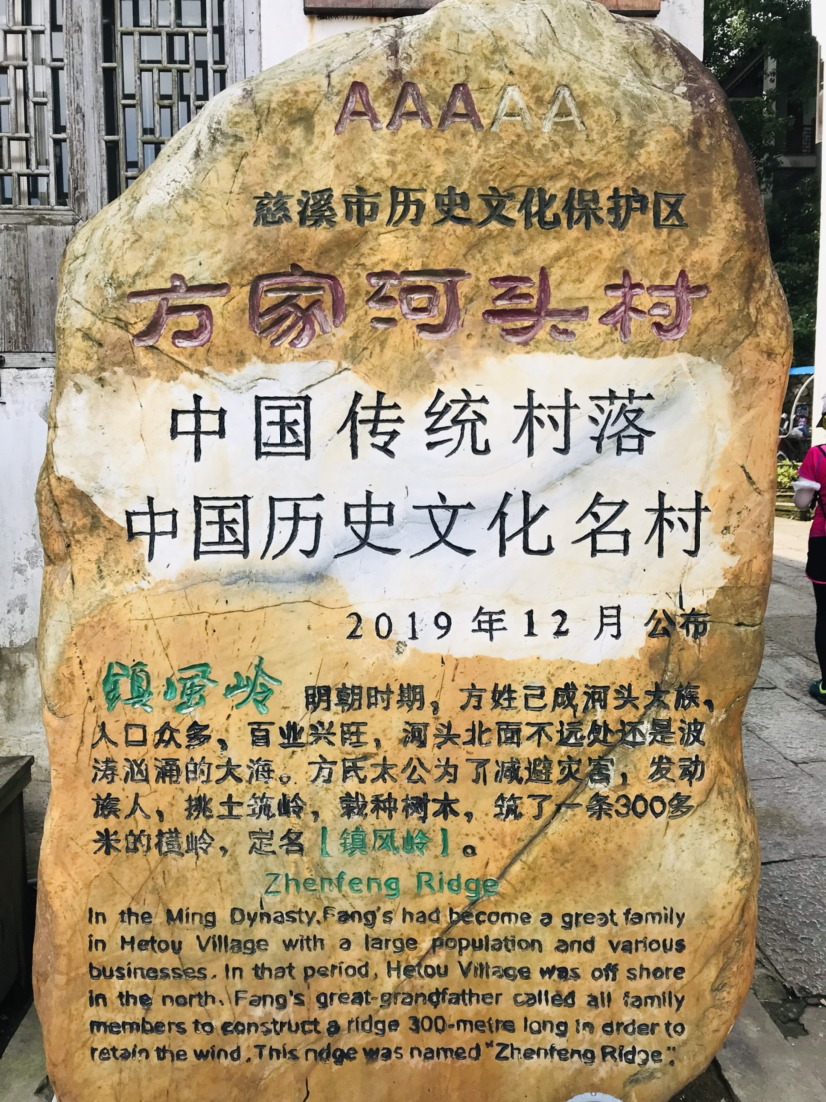 AAAAA
慈溪市历史文化保护区
方家河头村
中国传统村落
中国历史文化名村
2019年12月公布
镇风岭 明朝时期，方姓已成河头大族，
人口众多，百业兴旺，河头北面不远处还是波
涛汹涌的大海。方氏太公为了减避灾害，发动
族人，挑土筑岭，栽种树木，筑了一条300多
米的横岭，定名【镇风岭】。
Zhenfeng Ridge
In the Ming Dynasty,Fang's had become a great family
in Hetou Village with a large population and various
businesses. In that period, Hetou Village was off shore
in the north. Fang's great-grandfather called all family
members to construct a ridge 300-metre long in order to
retain the wind.This ridge was named "Zhenfeng Ridge".